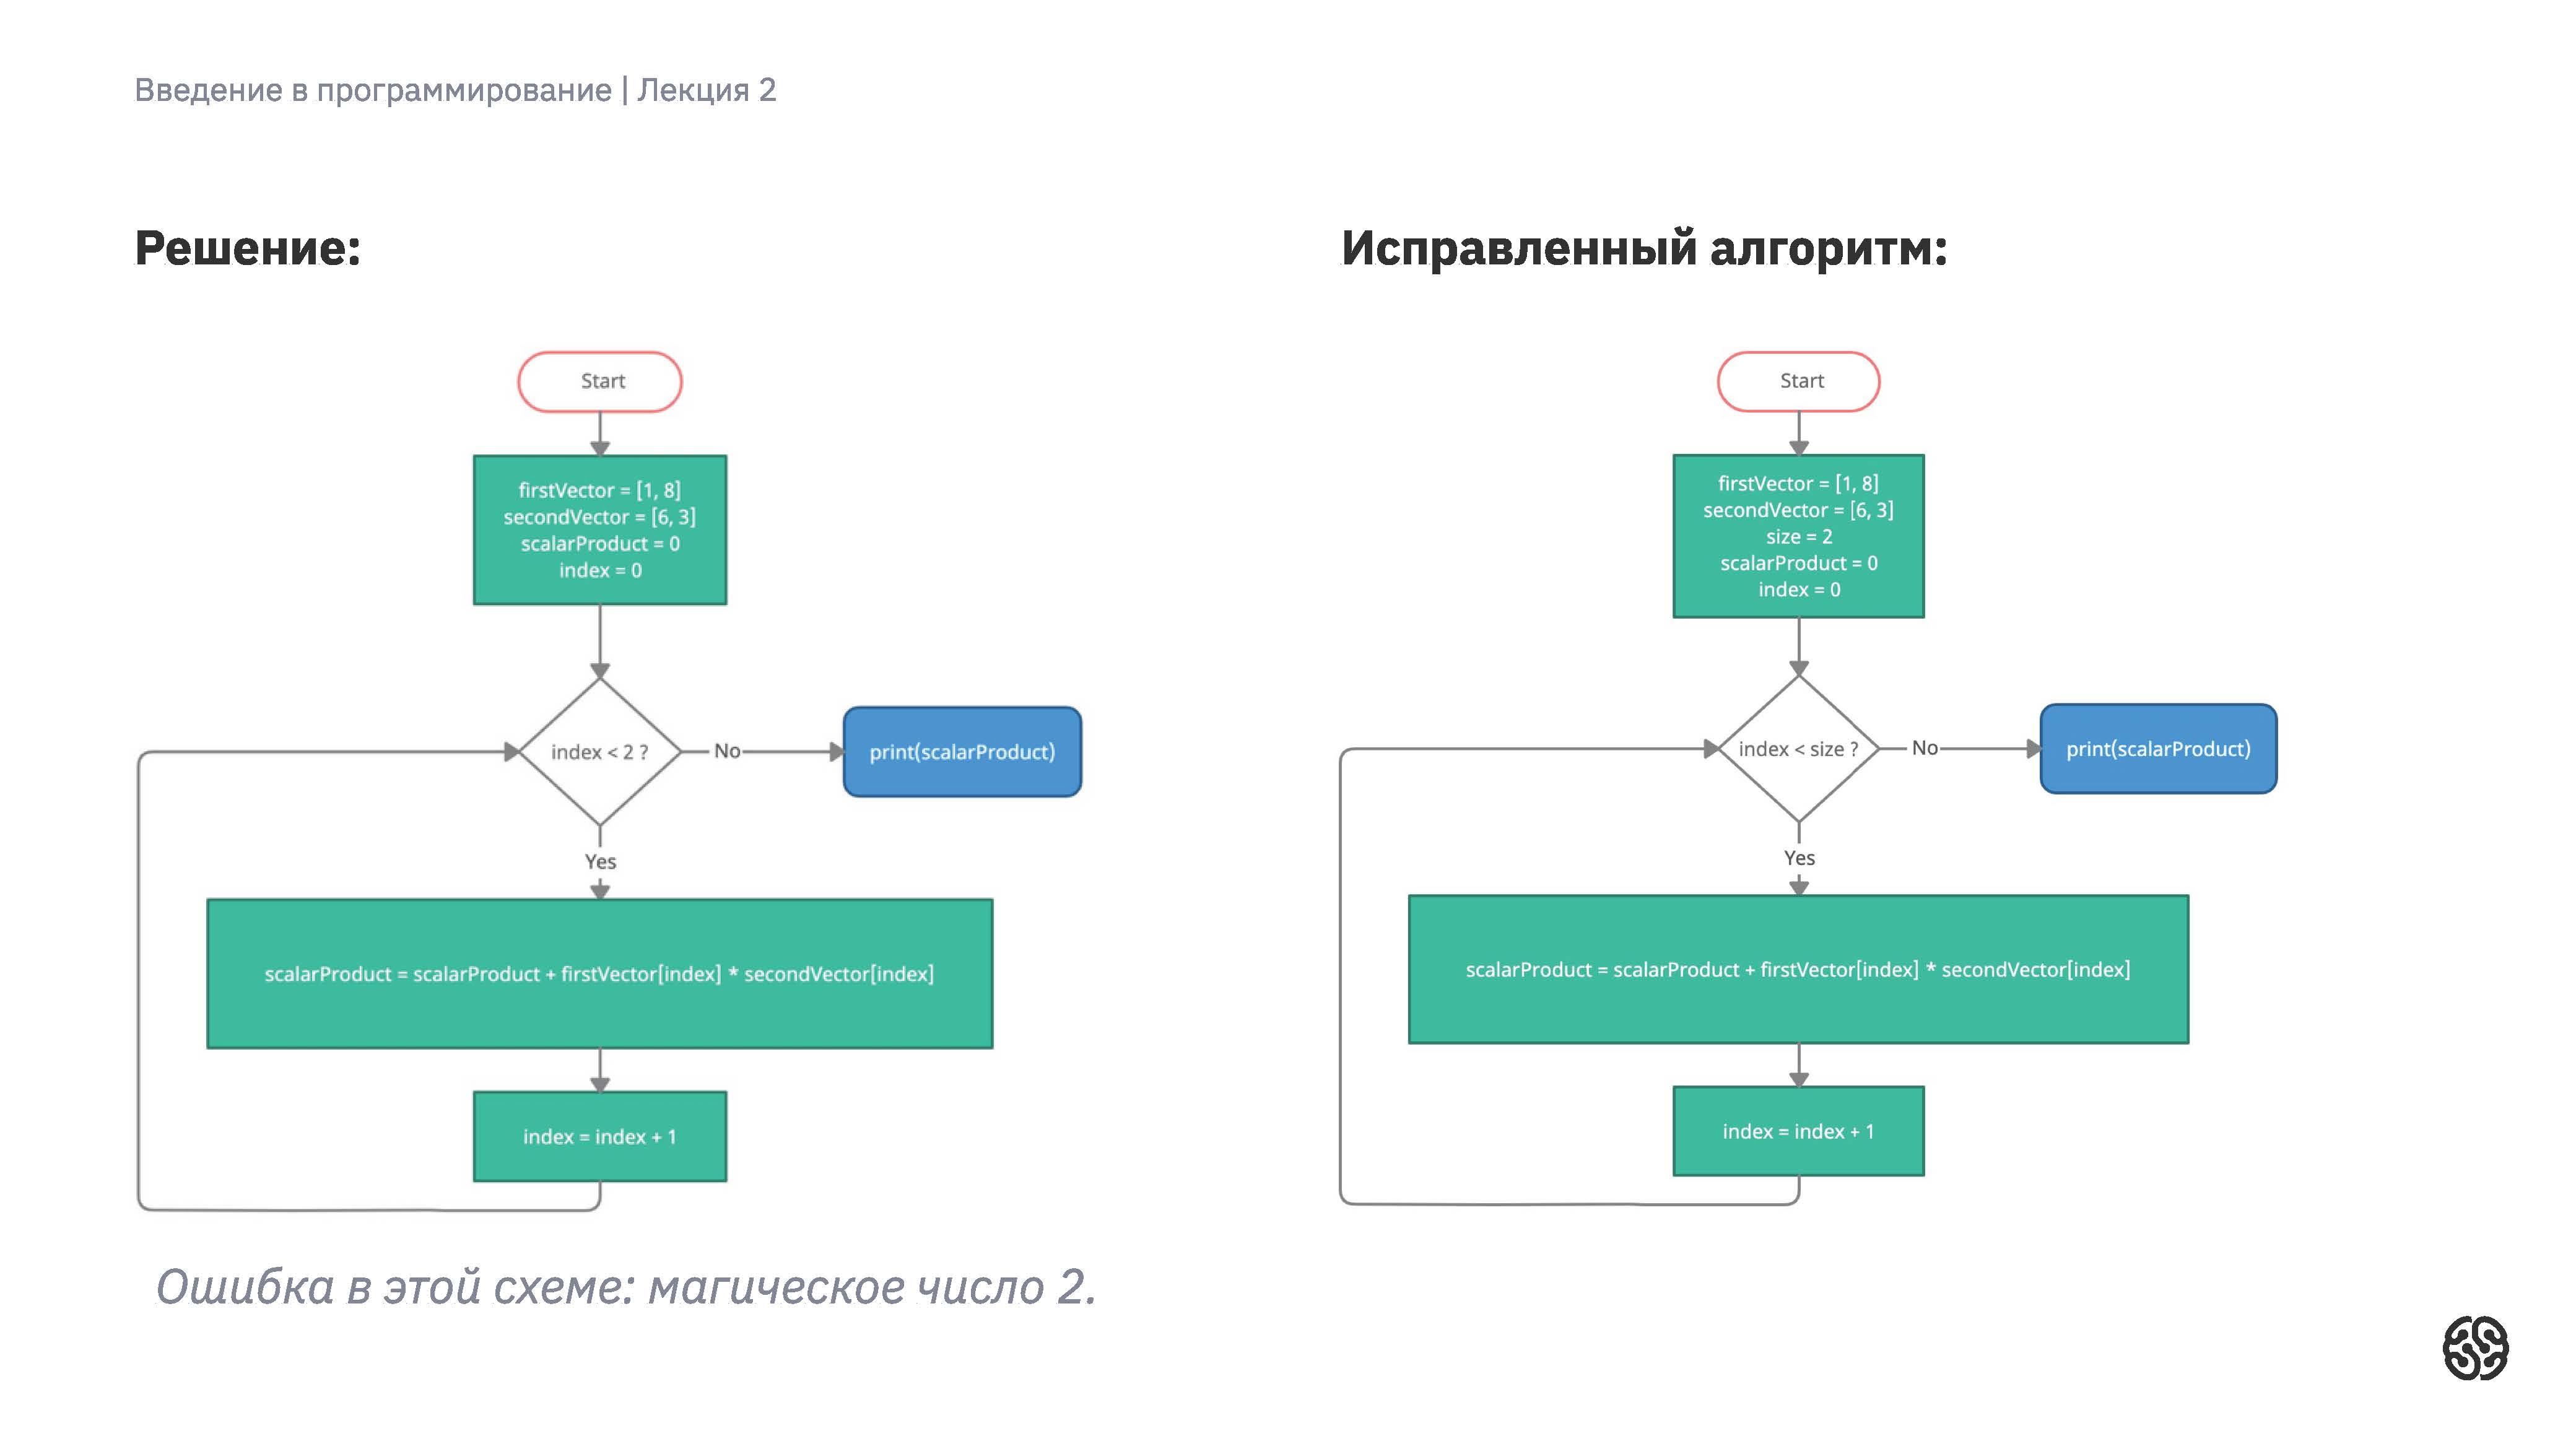 Введение в программирование | Лекция 2
Решение:
Start
firstVector = [1, 8]
secondVector = [6, 3]
scalarProduct = 0
index = 0
index < 2 ?
No
print(scalarProduct)
Yes
scalarProduct = scalarProduct + firstVector[index] * secondVector[index]
index = index + 1
Ошибка в этой схеме: магическое число 2.
Исправленный алгоритм:
Start
firstVector = [1, 8]
secondVector = [6, 3]
size = 2
scalarProduct = 0
index = 0
index < size ?
No
print(scalarProduct)
Yes
scalarProduct = scalarProduct + firstVector[index] * secondVector[index]
index = index + 1